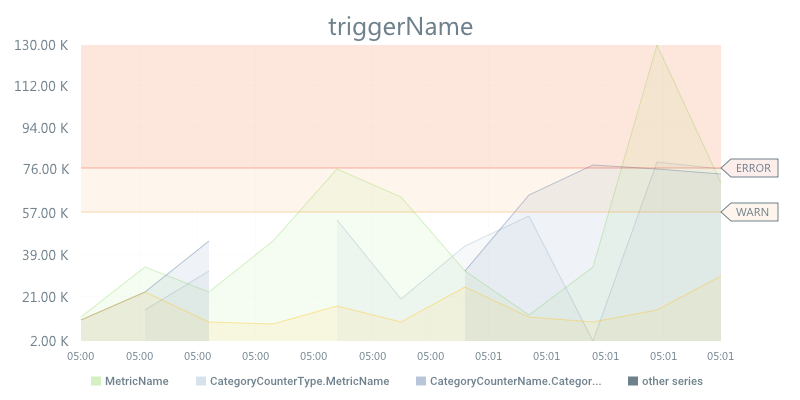 triggerName
130.00 K
112.00 K
94.00 K
76.00 K
57.00 K
39.00 K
21.00 K
2.00 K
ERROR
WARN
05:00 05:00 05:00 05:00 05:00 05:00 05:00 05:01 05:01 05:01 05:01 05:01
MetricName CategoryCounterType.MetricName CategoryCounterName.Categor... other series